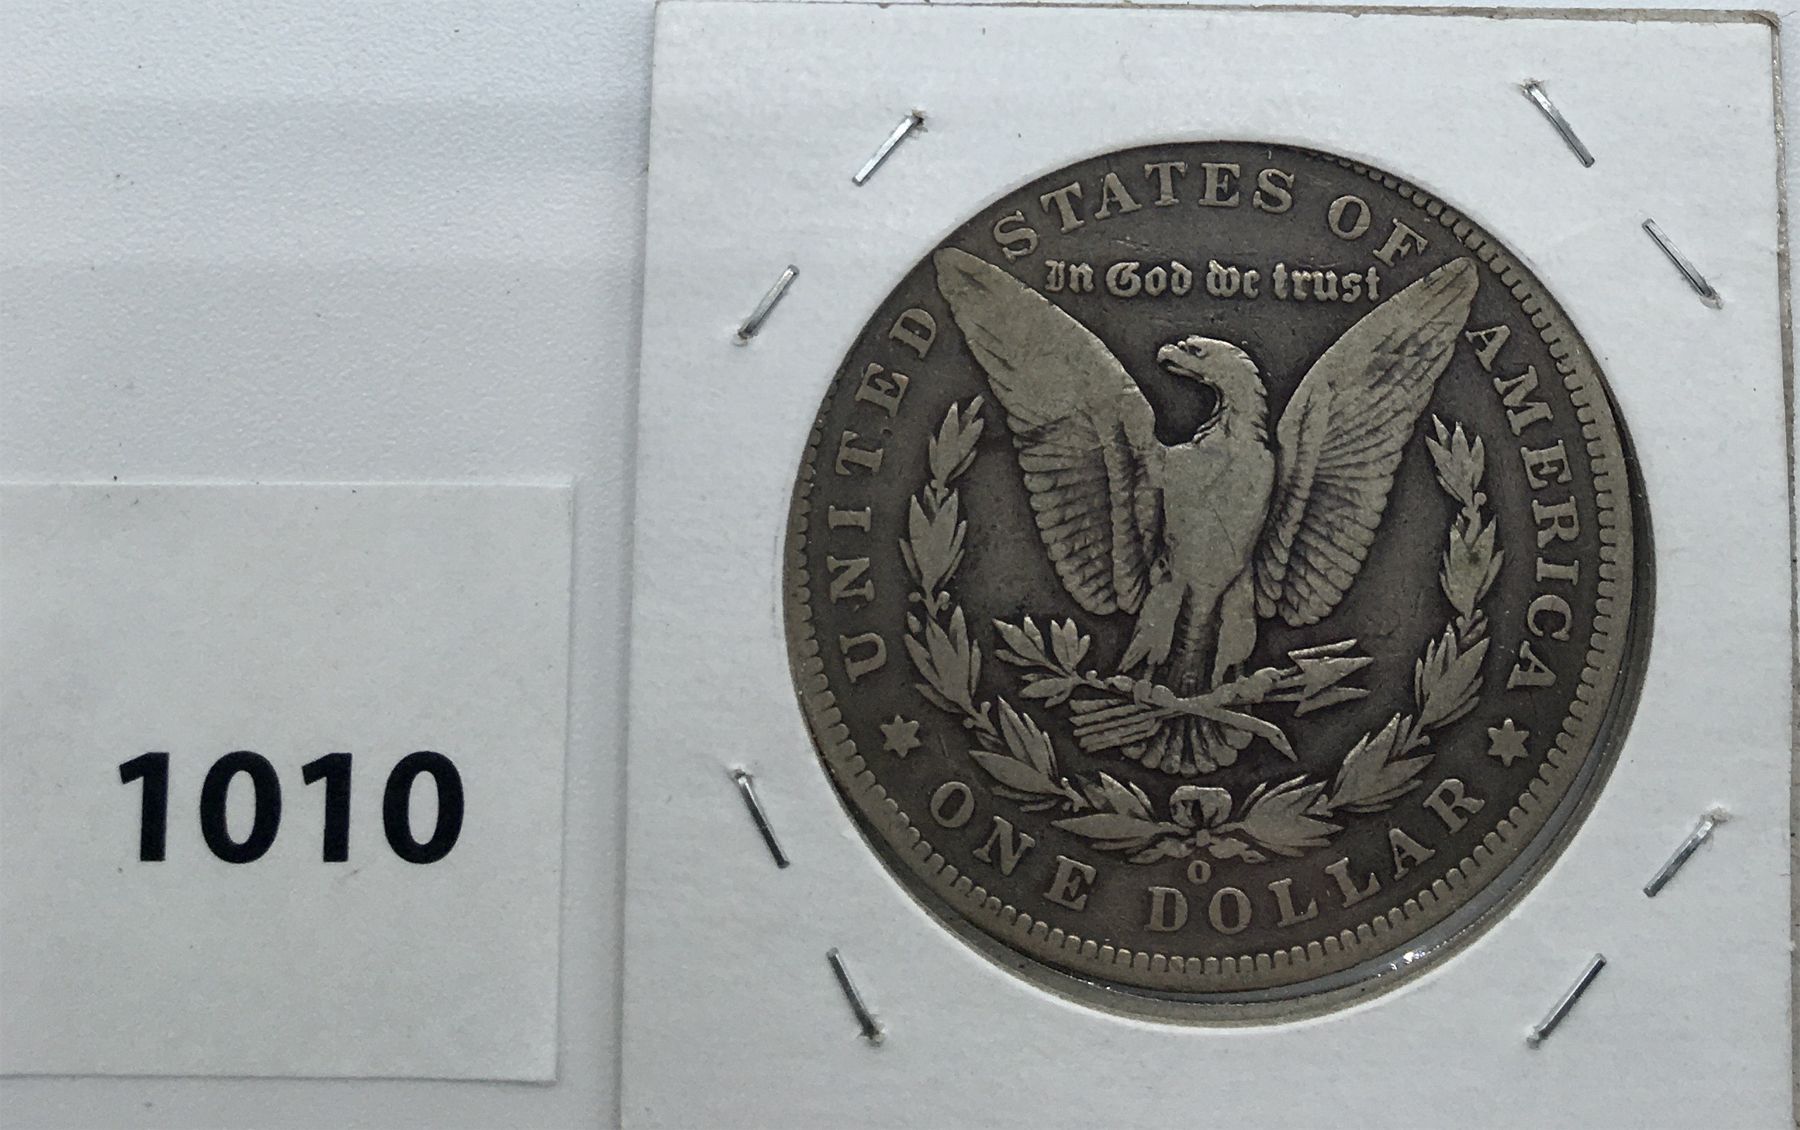 1010
UNITED STATES OF AMERICA
In God we trust
O
ONE DOLLAR